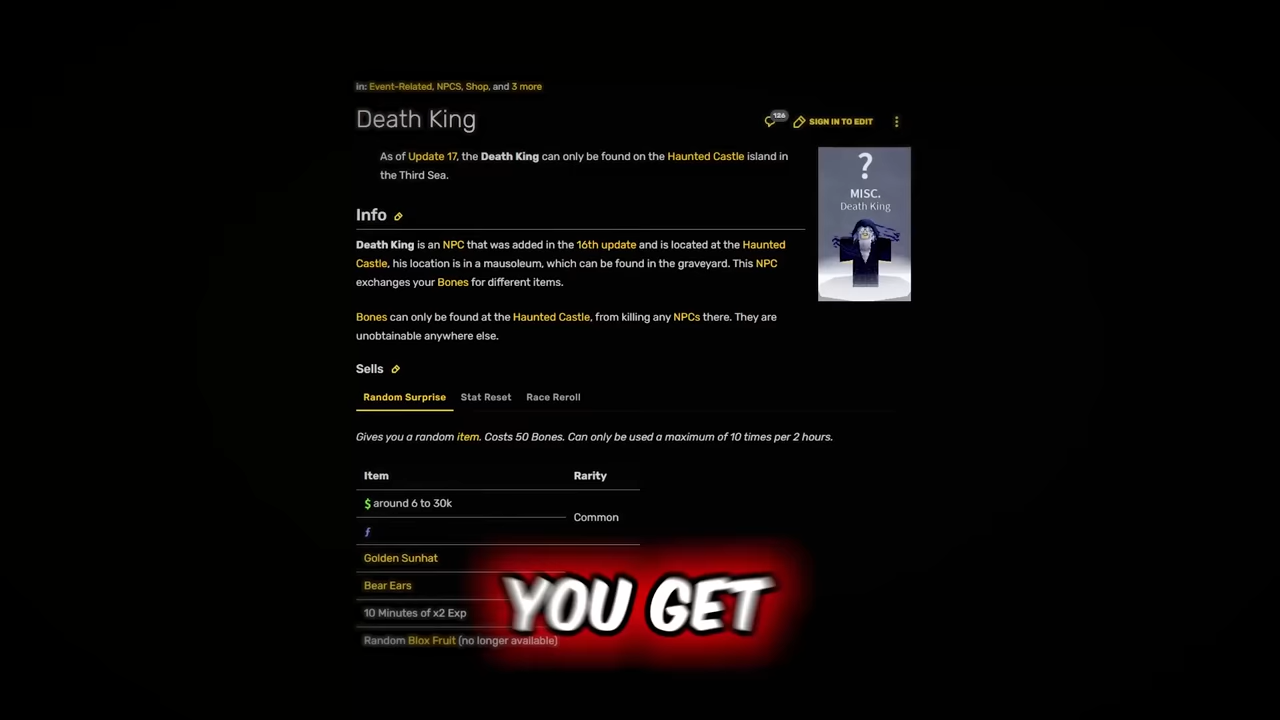 in: Event-Related, NPCS, Shop, and 3 more
Death King
126
SIGN IN TO EDIT
As of Update 17, the Death King can only be found on the Haunted Castle island in
the Third Sea.
?
MISC.
Death King
Info
Death King is an NPC that was added in the 16th update and is located at the Haunted
Castle, his location is in a mausoleum, which can be found in the graveyard. This NPC
exchanges your Bones for different items.
Bones can only be found at the Haunted Castle, from killing any NPCs there. They are
unobtainable anywhere else.
Sells
Random Surprise Stat Reset Race Reroll
Gives you a random item. Costs 50 Bones. Can only be used a maximum of 10 times per 2 hours.
Item Rarity
$ around 6 to 30k
Common
f
Golden Sunhat
Bear Ears
10 Minutes of x2 Exp
Random Blox Fruit (no longer available)
YOU GET